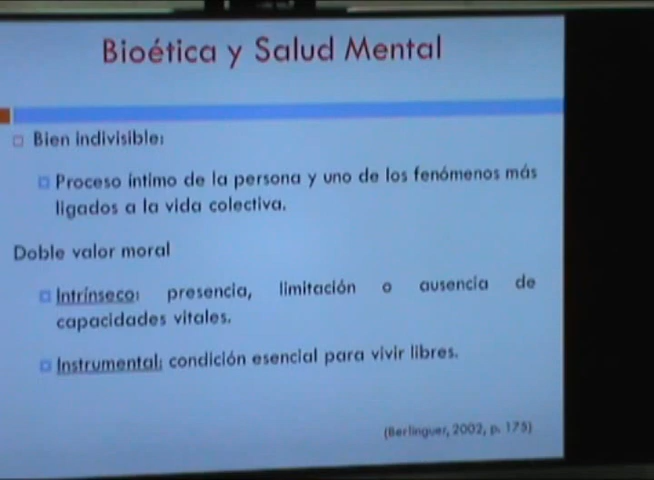 Bioética y Salud Mental
Bien indivisible:
Proceso íntimo de la persona y uno de los fenómenos más
ligados a la vida colectiva.
Doble valor moral
Intrínseco: presencia, limitación o ausencia de
capacidades vitales.
Instrumental: condición esencial para vivir libres.
(Berlinguer, 2002, p. 175)